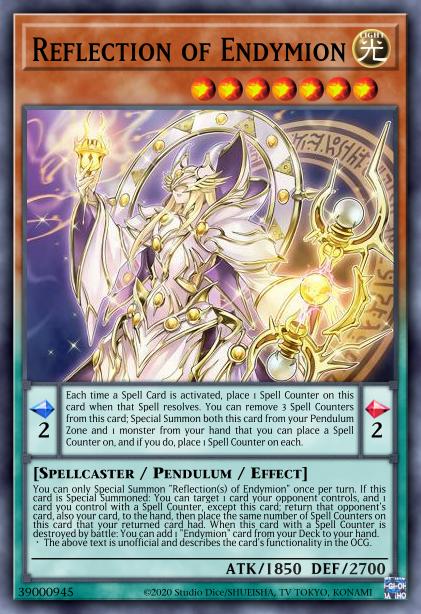 Reflection of Endymion
LIGHT
光
Each time a Spell Card is activated, place 1 Spell Counter on this
card when that Spell resolves. You can remove 3 Spell Counters
from this card; Special Summon both this card from your Pendulum
Zone and 1 monster from your hand that you can place a Spell
Counter on, and if you do, place 1 Spell Counter on each.
2
2
[Spellcaster / Pendulum / Effect]
You can only Special Summon "Reflection(s) of Endymion" once per turn. If this
card is Special Summoned: You can target 1 card your opponent controls, and 1
card you control with a Spell Counter, except this card; return that opponent's
card, also your card, to the hand, then place the same number of Spell Counters on
this card that your returned card had. When this card with a Spell Counter is
destroyed by battle: You can add 1 "Endymion" card from your Deck to your hand.
· The above text is unofficial and describes the card's functionality in the OCG.
ATK/1850 DEF/2700
39000945
©2020 Studio Dice/SHUEISHA, TV TOKYO, KONAMI